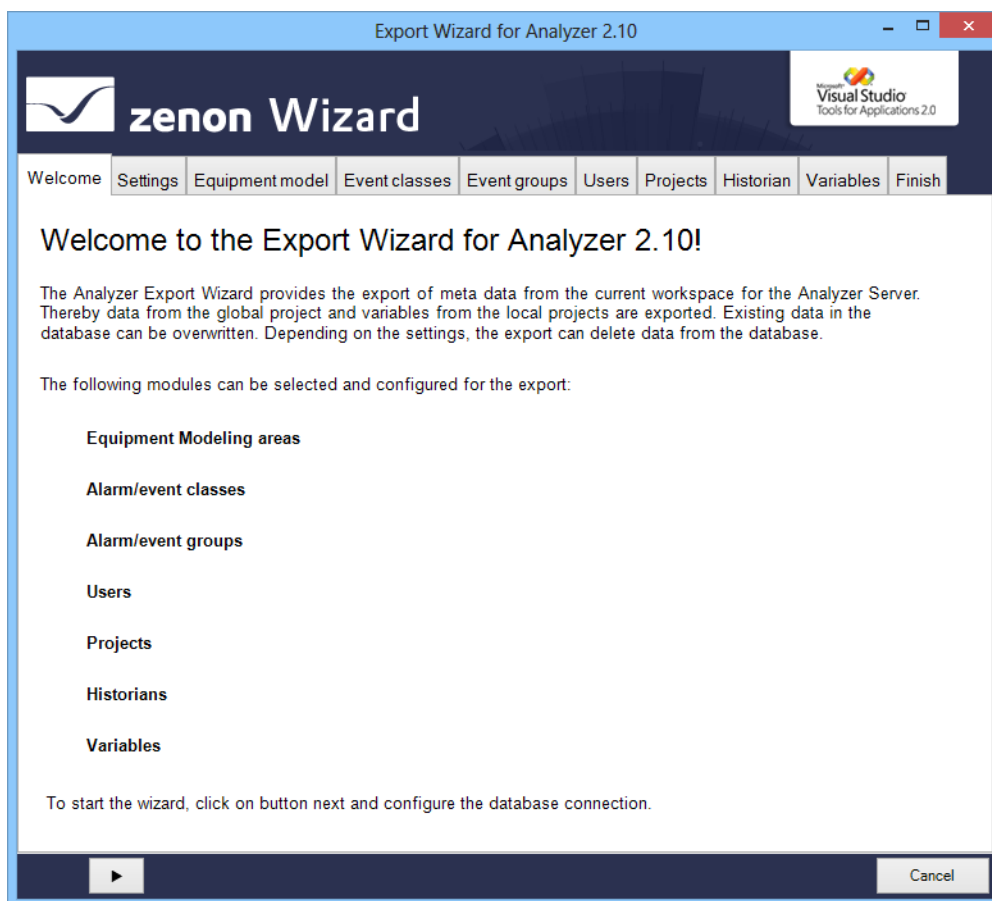 Export Wizard for Analyzer 2.10
zenon Wizard
Microsoft
Visual Studio
Tools for Applications 2.0
Welcome
Settings
Equipment model
Event classes
Event groups
Users
Projects
Historian
Variables
Finish
Welcome to the Export Wizard for Analyzer 2.10!
The Analyzer Export Wizard provides the export of meta data from the current workspace for the Analyzer Server.
Thereby data from the global project and variables from the local projects are exported. Existing data in the
database can be overwritten. Depending on the settings, the export can delete data from the database.
The following modules can be selected and configured for the export:
Equipment Modeling areas
Alarm/event classes
Alarm/event groups
Users
Projects
Historians
Variables
To start the wizard, click on button next and configure the database connection.
Cancel